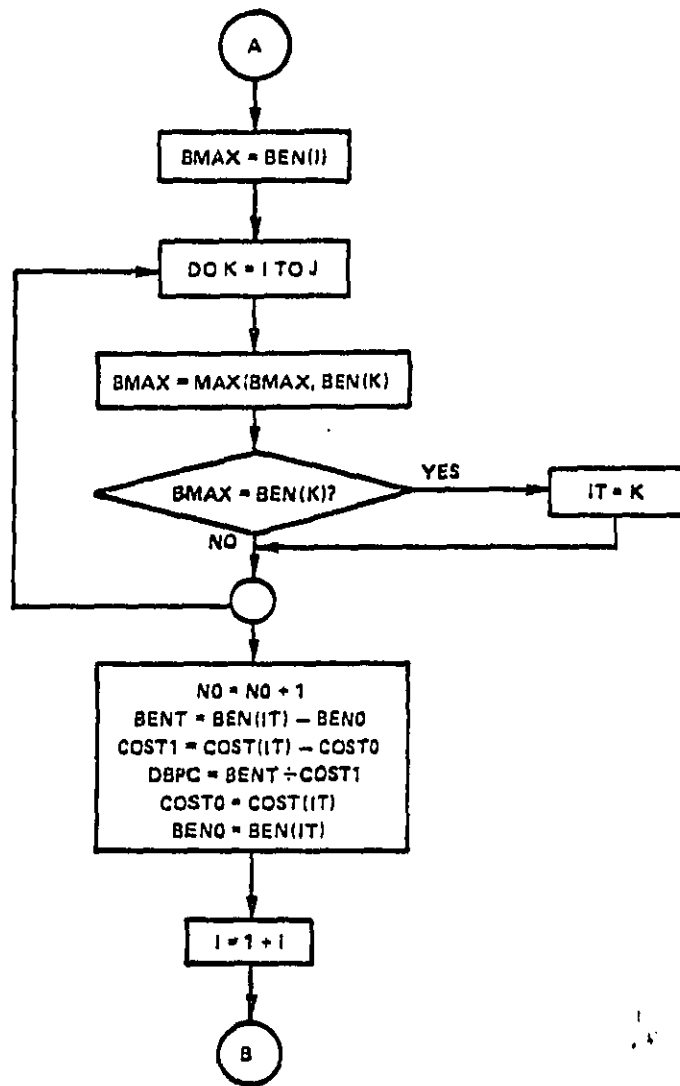 A
BMAX = BEN(I)
DO K = I TO J
BMAX = MAX(BMAX, BEN(K)
BMAX = BEN(K)?
YES
IT = K
NO
N0 = N0 + 1
BENT = BEN(IT) – BEN0
COST1 = COST(IT) – COST0
DBPC = BENT ÷ COST1
COST0 = COST(IT)
BEN0 = BEN(IT)
I = 1 + I
B